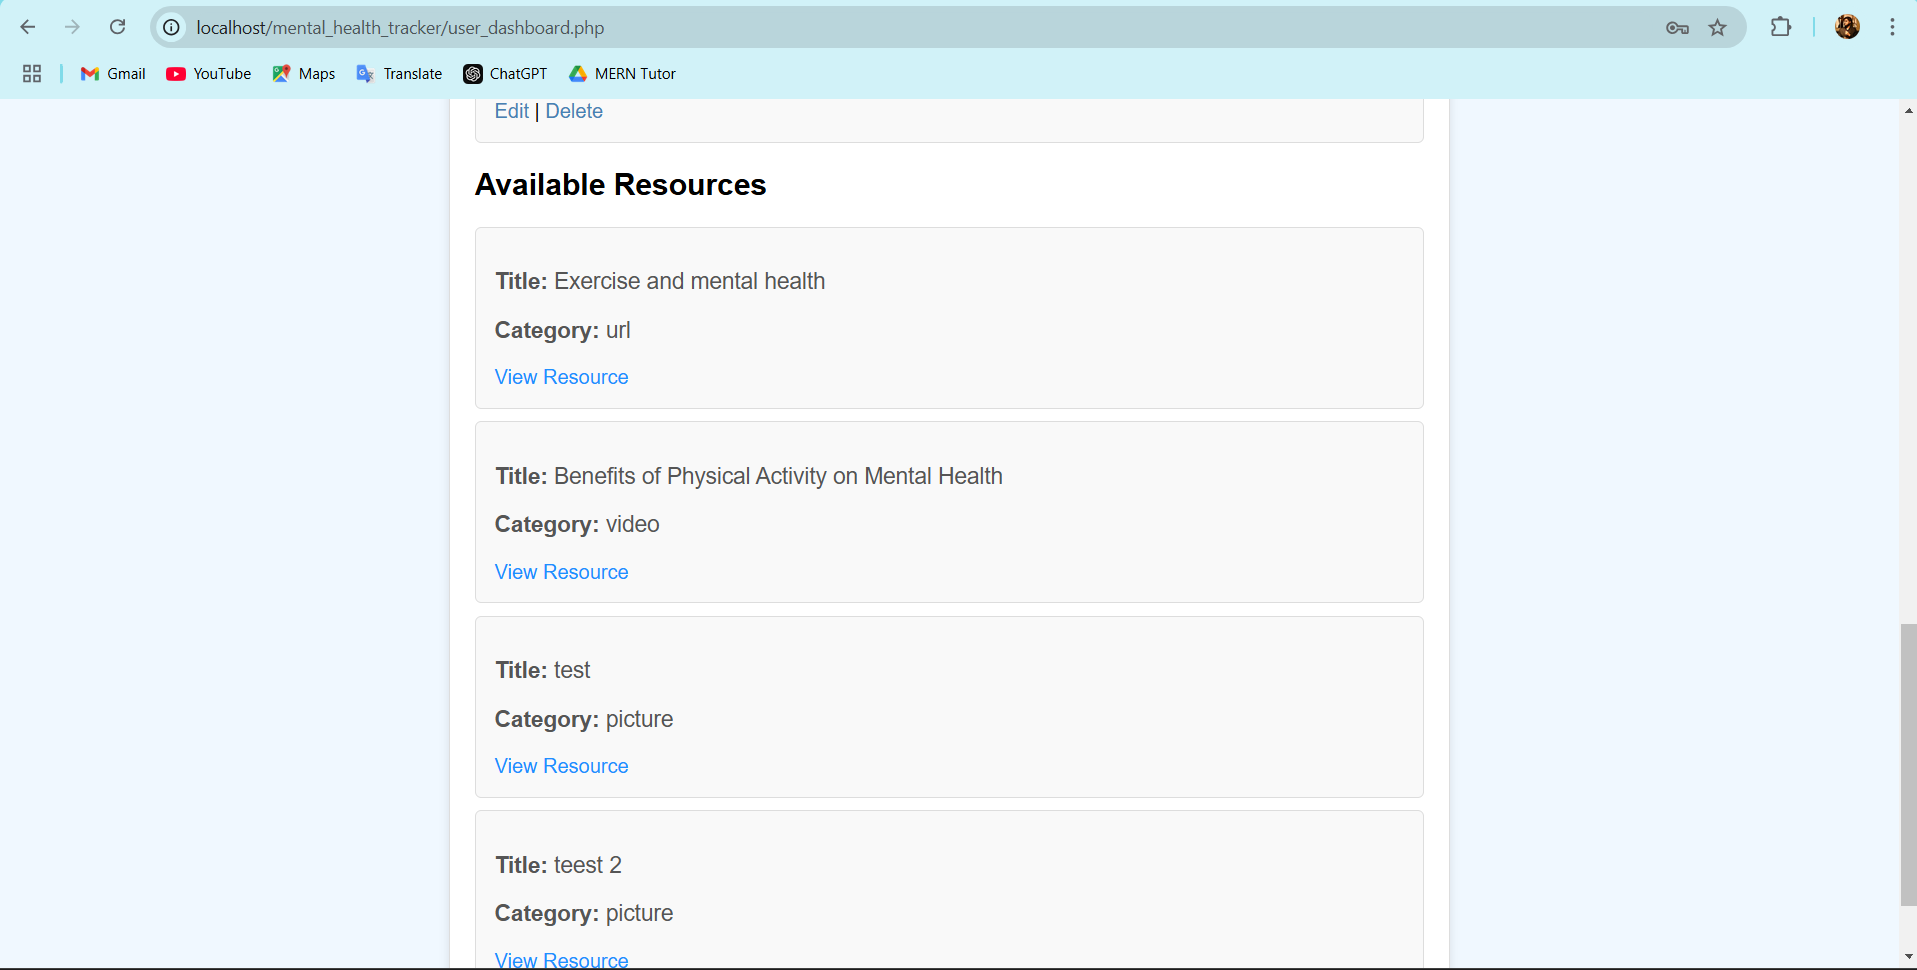 localhost/mental_health_tracker/user_dashboard.php
Gmail YouTube Maps Translate ChatGPT MERN Tutor
Edit | Delete
Available Resources
Title: Exercise and mental health
Category: url
View Resource
Title: Benefits of Physical Activity on Mental Health
Category: video
View Resource
Title: test
Category: picture
View Resource
Title: teest 2
Category: picture
View Resource